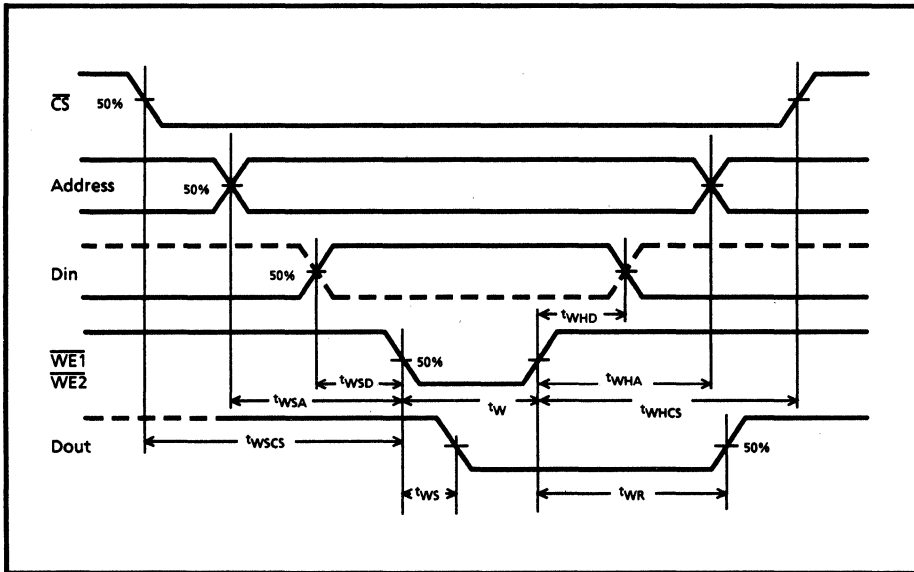 CS
50%
Address
50%
Din
50%
tWHD
WE1
WE2
50%
tWSD
tWHA
tWSA
tW
tWHCS
Dout
tWSCS
50%
tWS
tWR